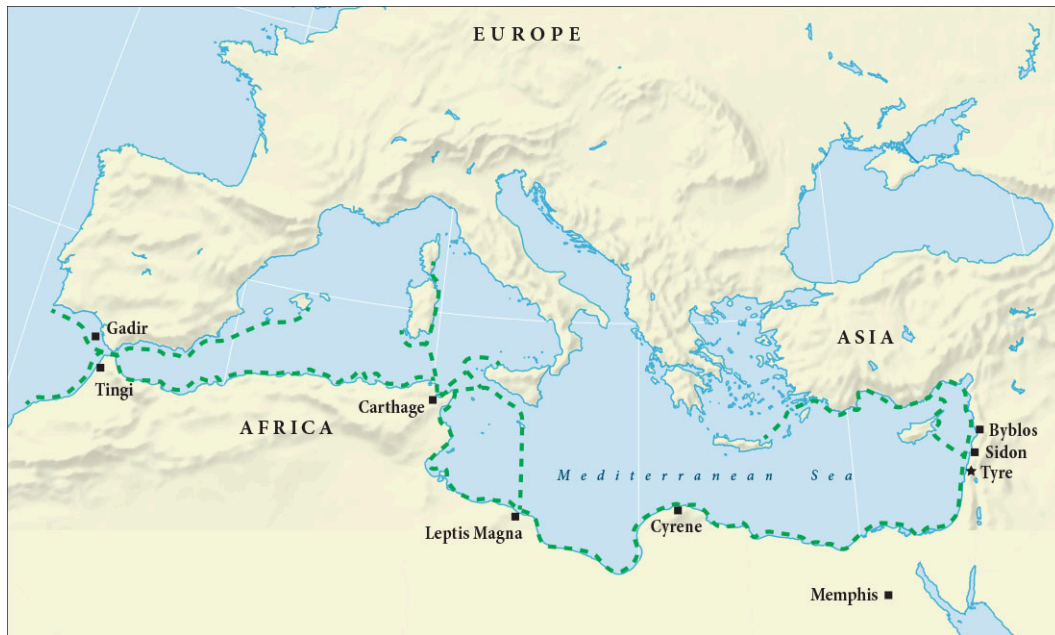 EUROPE
Gadir
ASIA
Tingi
Carthage
AFRICA
Byblos
Sidon
Mediterranean Sea
Tyre
Leptis Magna
Cyrene
Memphis